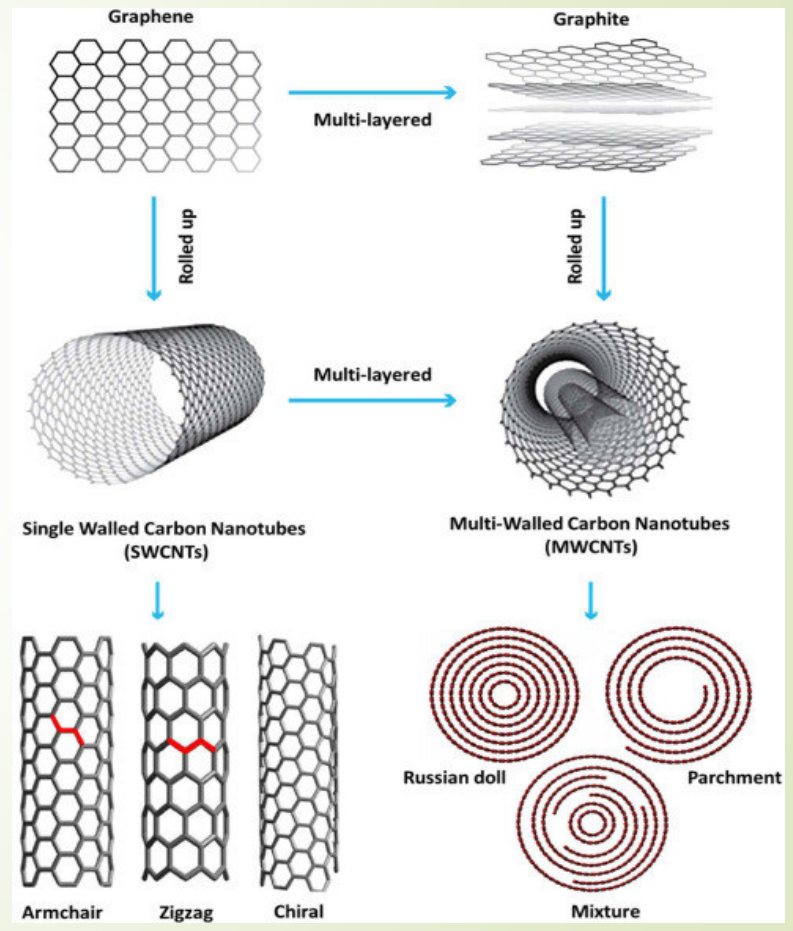 Graphene
Graphite
Multi-layered
Rolled up
Rolled up
Multi-layered
Single Walled Carbon Nanotubes
(SWCNTs)
Multi-Walled Carbon Nanotubes
(MWCNTs)
Russian doll
Parchment
Armchair
Zigzag
Chiral
Mixture